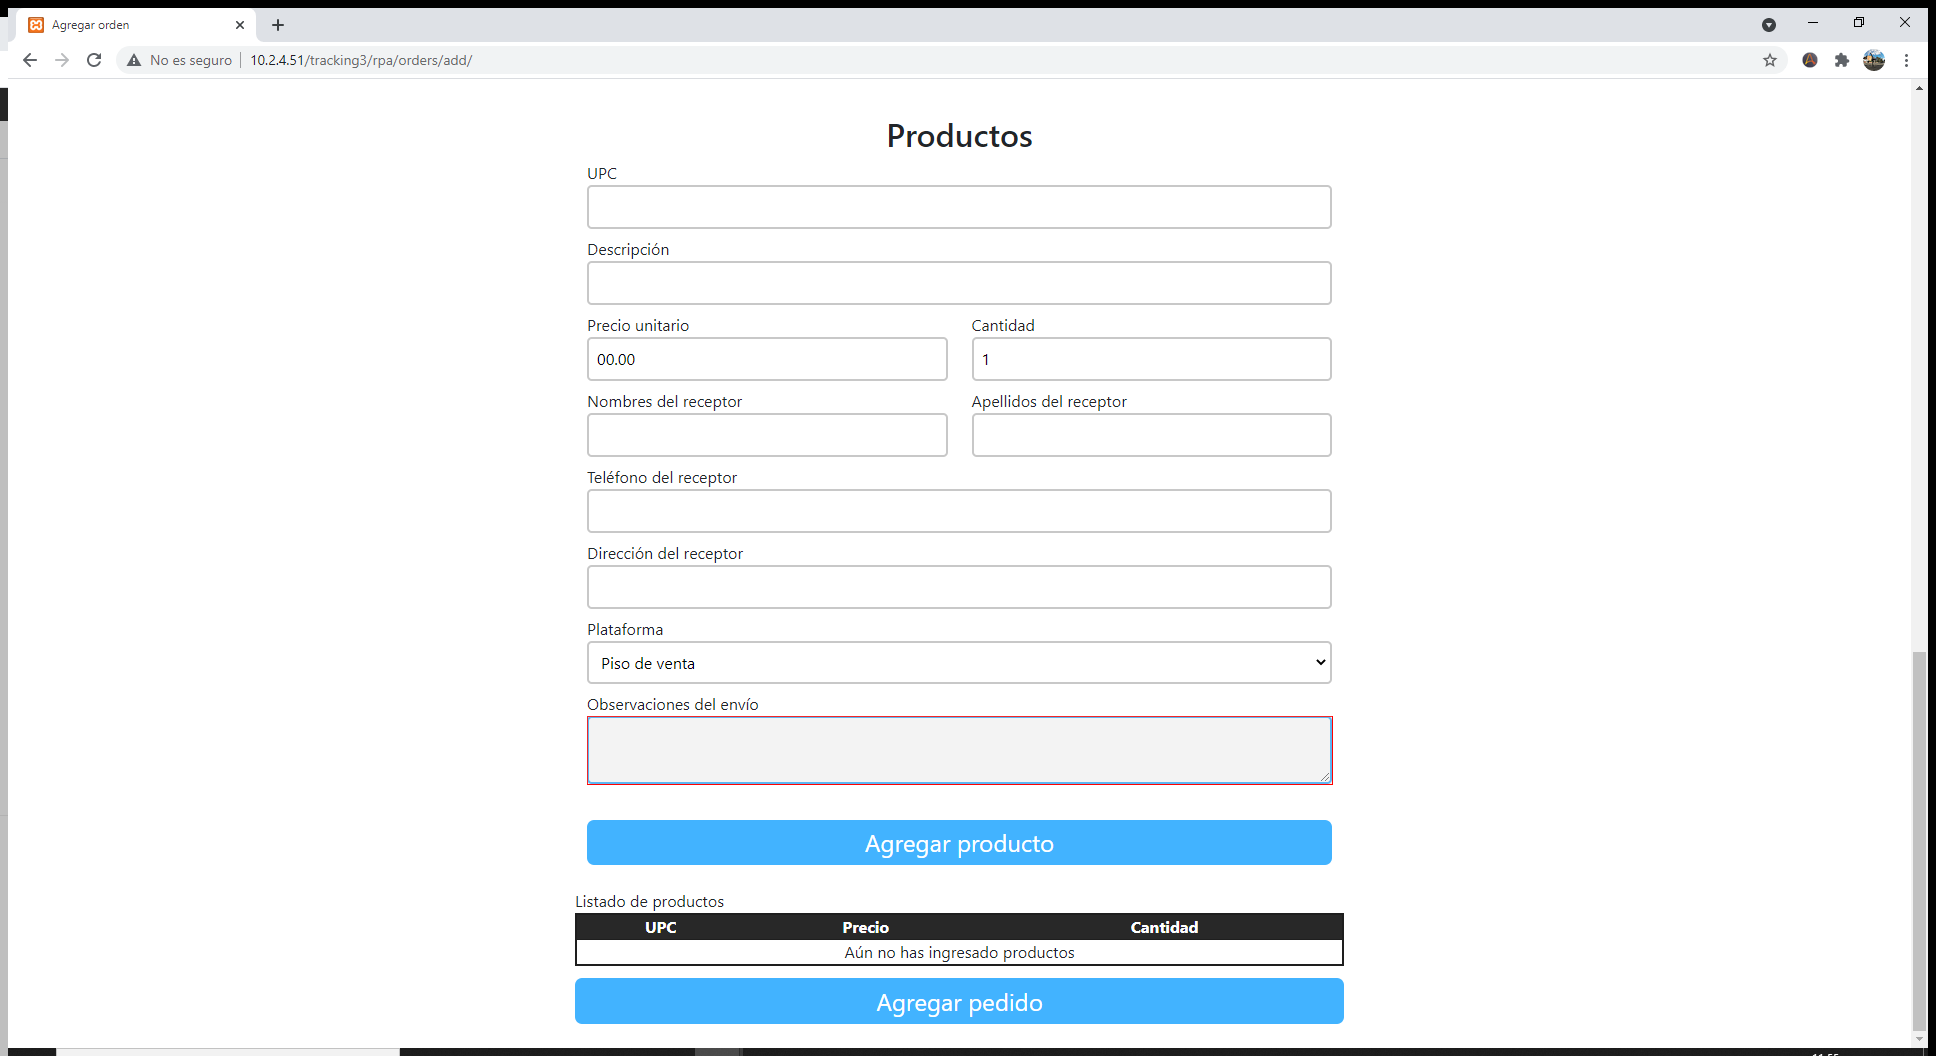 Agregar orden
No es seguro
10.2.4.51/tracking3/rpa/orders/add/
Productos
UPC
Descripción
Precio unitario
Cantidad
00.00
1
Nombres del receptor
Apellidos del receptor
Teléfono del receptor
Dirección del receptor
Plataforma
Piso de venta
Observaciones del envío
Agregar producto
Listado de productos
UPC Precio Cantidad
Aún no has ingresado productos
Agregar pedido